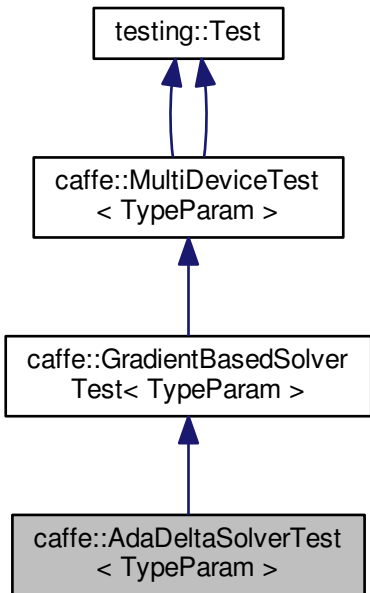 testing::Test
caffe::MultiDeviceTest
< TypeParam >
caffe::GradientBasedSolver
Test< TypeParam >
caffe::AdaDeltaSolverTest
< TypeParam >